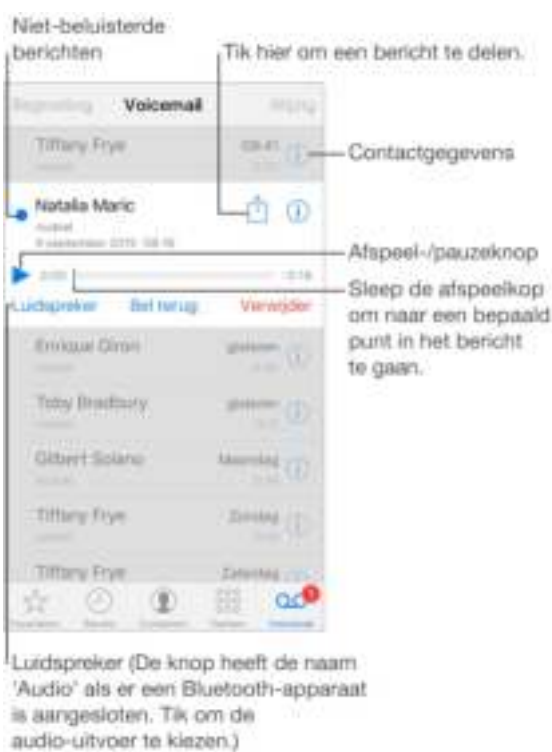 Niet-beluisterde
berichten
Tik hier om een bericht te delen.
Voicemail
Tiffany Frye
Contactgegevens
Natalia Maric
Afspeel-/pauzeknop
Sleep de afspeelkop
om naar een bepaald
punt in het bericht
te gaan.
Luidspreker Bel terug Verwijder
Enrique Giron gisteren
Toby Bradbury gisteren
Gilbert Solano Maandag
Tiffany Frye Zondag
Tiffany Frye Zaterdag
1
Luidspreker (De knop heeft de naam
'Audio' als er een Bluetooth-apparaat
is aangesloten. Tik om de
audio-uitvoer te kiezen.)